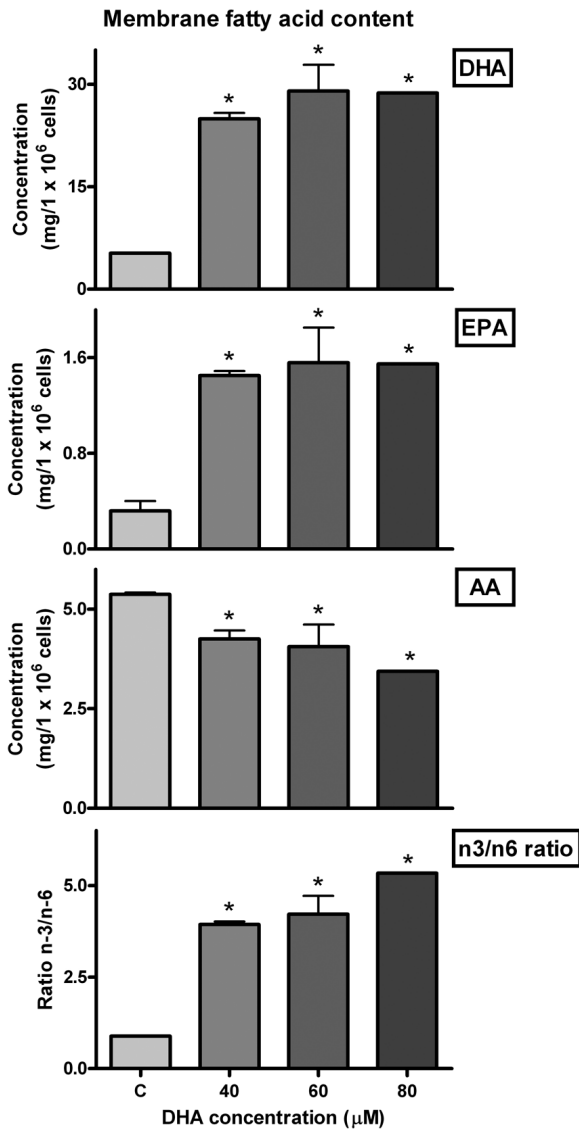 Membrane fatty acid content
DHA
Concentration
(mg/1 x 10⁶ cells)
30
15
0
*
*
*
EPA
Concentration
(mg/1 x 10⁶ cells)
1.6
0.8
0.0
*
*
*
AA
Concentration
(mg/1 x 10⁶ cells)
5.0
2.5
0.0
*
*
*
n3/n6 ratio
Ratio n-3/n-6
5.0
2.5
0.0
*
*
*
C 40 60 80
DHA concentration (μM)